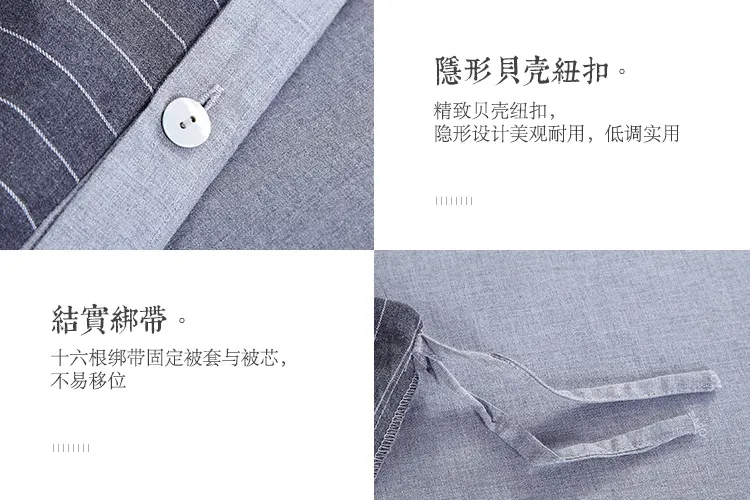 隱形貝壳紐扣。
精致贝壳纽扣，
隐形设计美观耐用，低调实用
結實綁帶。
十六根绑带固定被套与被芯，
不易移位